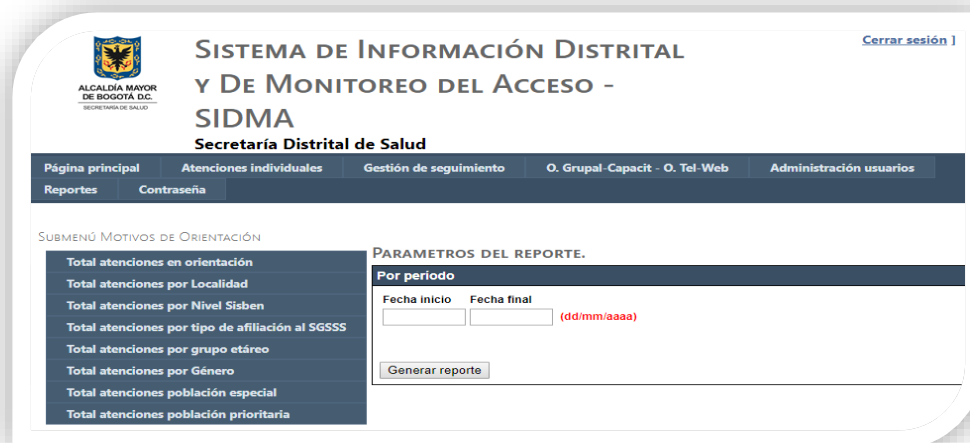 ALCALDÍA MAYOR
DE BOGOTÁ D.C.
SECRETARÍA DE SALUD
SISTEMA DE INFORMACIÓN DISTRITAL
Y DE MONITOREO DEL ACCESO -
SIDMA
Secretaría Distrital de Salud
Cerrar sesión ]
Página principal Atenciones individuales Gestión de seguimiento O. Grupal-Capacit - O. Tel-Web Administración usuarios
Reportes Contraseña
SUBMENÚ MOTIVOS DE ORIENTACIÓN
Total atenciones en orientación
Total atenciones por Localidad
Total atenciones por Nivel Sisben
Total atenciones por tipo de afiliación al SGSSS
Total atenciones por grupo etáreo
Total atenciones por Género
Total atenciones población especial
Total atenciones población prioritaria
PARAMETROS DEL REPORTE.
Por periodo
Fecha inicio Fecha final
(dd/mm/aaaa)
Generar reporte